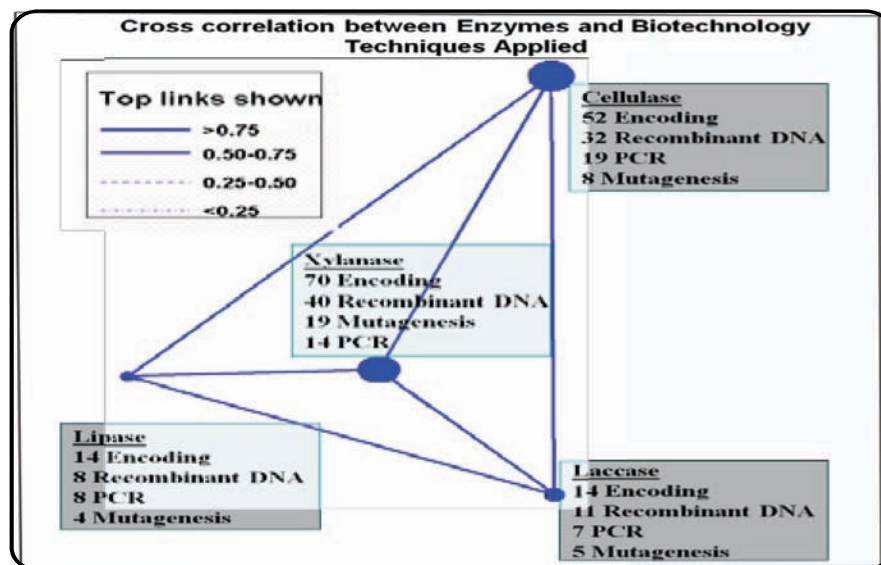 Cross correlation between Enzymes and Biotechnology
Techniques Applied
Top links shown
>0.75
0.50-0.75
0.25-0.50
<0.25
Cellulase
52 Encoding
32 Recombinant DNA
19 PCR
8 Mutagenesis
Xylanase
70 Encoding
40 Recombinant DNA
19 Mutagenesis
14 PCR
Lipase
14 Encoding
8 Recombinant DNA
8 PCR
4 Mutagenesis
Laccase
14 Encoding
11 Recombinant DNA
7 PCR
5 Mutagenesis